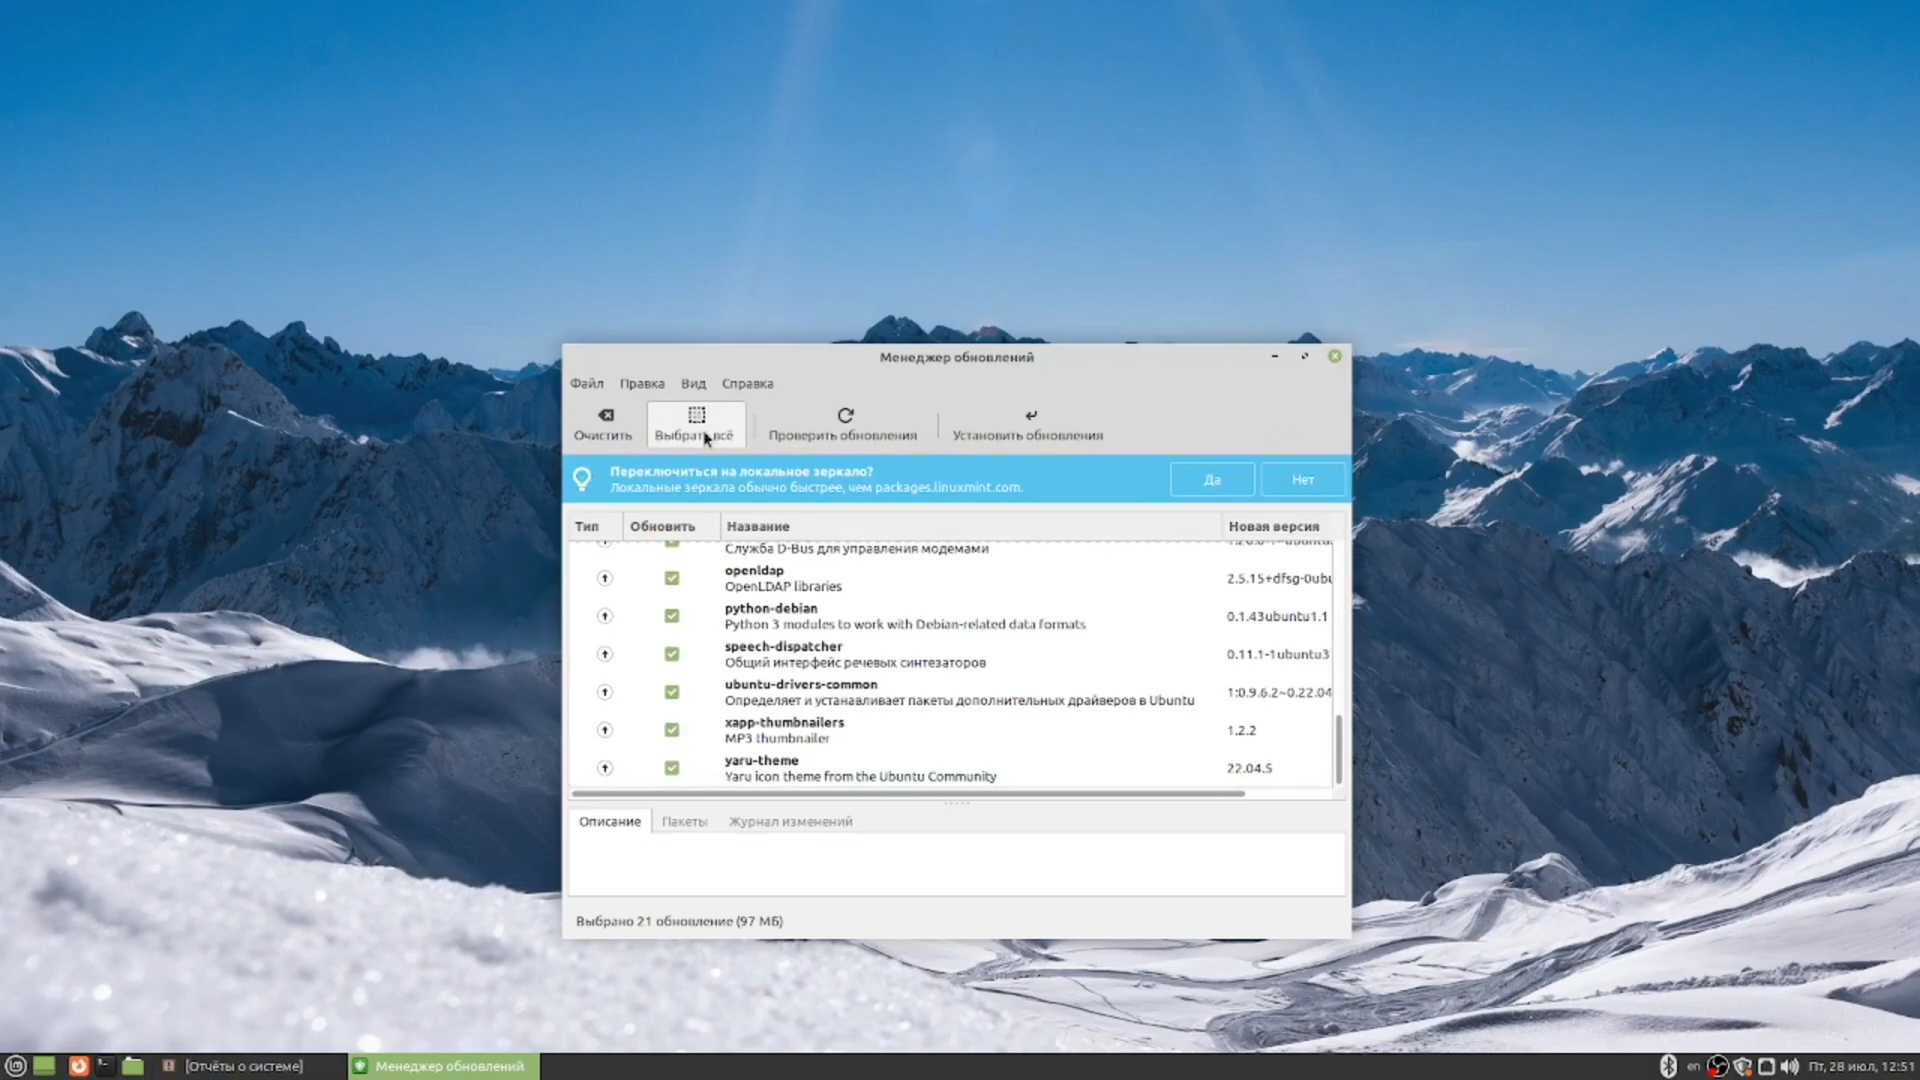 Менеджер обновлений
Файл Правка Вид Справка
Очистить Выбрать всё Проверить обновления Установить обновления
Переключиться на локальное зеркало?
Локальные зеркала обычно быстрее, чем packages.linuxmint.com.
Да Нет
Тип Обновить Название Новая версия
Служба D-Bus для управления модемами
openldap
OpenLDAP libraries
2.5.15+dfsg-0ubu
python-debian
Python 3 modules to work with Debian-related data formats
0.1.43ubuntu1.1
speech-dispatcher
Общий интерфейс речевых синтезаторов
0.11.1-1ubuntu3
ubuntu-drivers-common
Определяет и устанавливает пакеты дополнительных драйверов в Ubuntu
1:0.9.6.2~0.22.04
xapp-thumbnailers
MP3 thumbnailer
1.2.2
yaru-theme
Yaru icon theme from the Ubuntu Community
22.04.5
Описание Пакеты Журнал изменений
Выбрано 21 обновление (97 МБ)
[Отчёты о системе] Менеджер обновлений en Пт, 28 июл, 12:51